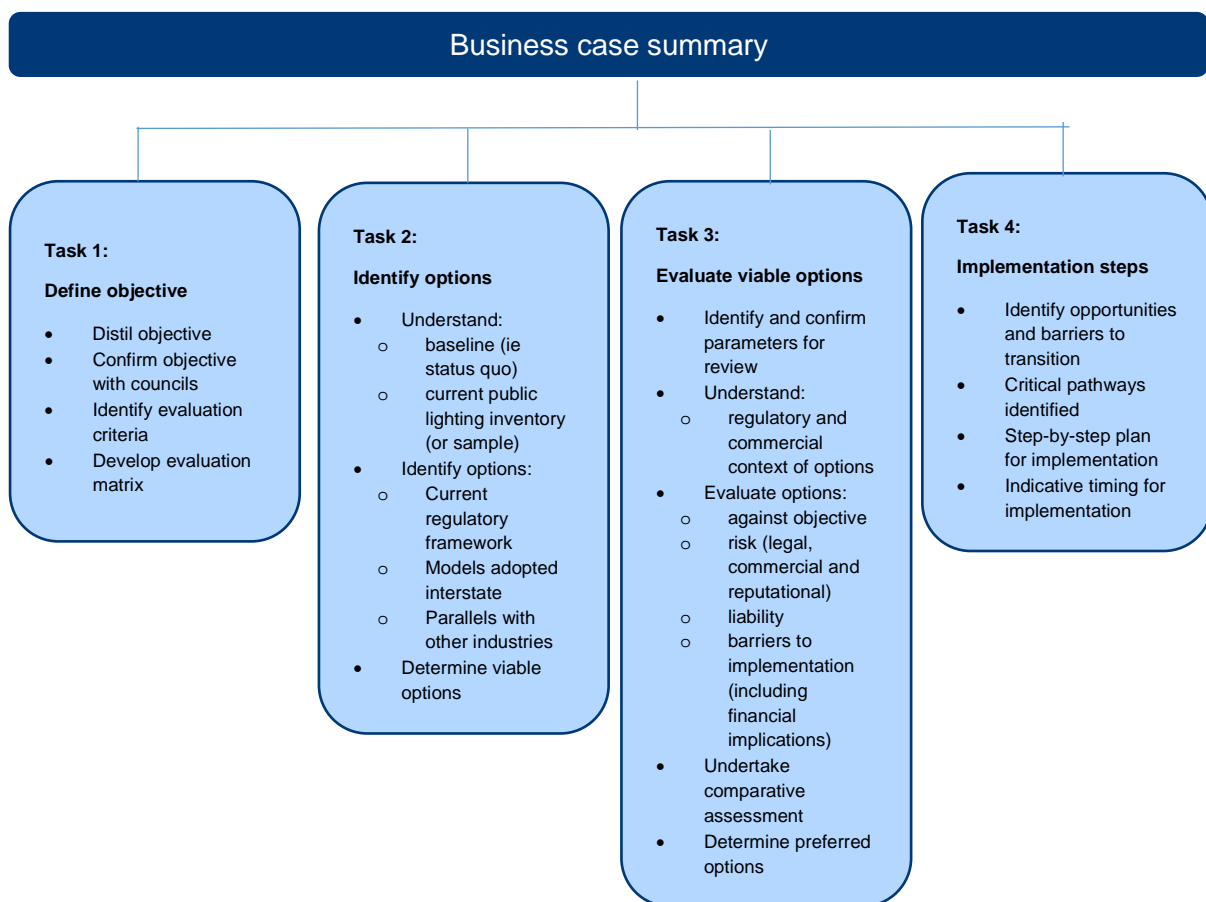 Business case summary
Task 1:
Define objective
• Distil objective
• Confirm objective
with councils
• Identify evaluation
criteria
• Develop evaluation
matrix
Task 2:
Identify options
• Understand:
o baseline (ie
status quo)
o current public
lighting inventory
(or sample)
• Identify options:
o Current
regulatory
framework
o Models adopted
interstate
o Parallels with
other industries
• Determine viable
options
Task 3:
Evaluate viable options
• Identify and confirm
parameters for
review
• Understand:
o regulatory and
commercial
context of options
• Evaluate options:
o against objective
o risk (legal,
commercial and
reputational)
o liability
o barriers to
implementation
(including
financial
implications)
• Undertake
comparative
assessment
• Determine preferred
options
Task 4:
Implementation steps
• Identify opportunities
and barriers to
transition
• Critical pathways
identified
• Step-by-step plan
for implementation
• Indicative timing for
implementation